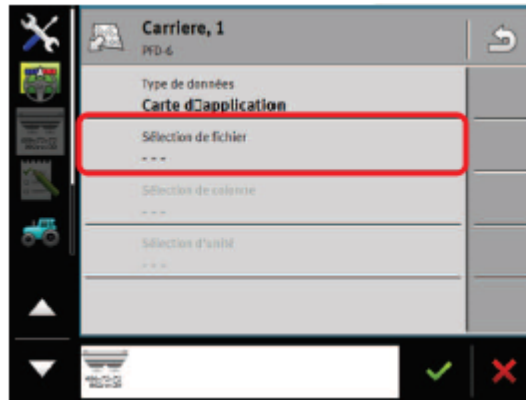 Carriere, 1
PFD-6
Type de données
Carte d□application
Sélection de fichier
- - -
Sélection de colonne
- - -
Sélection d'unité
- - -